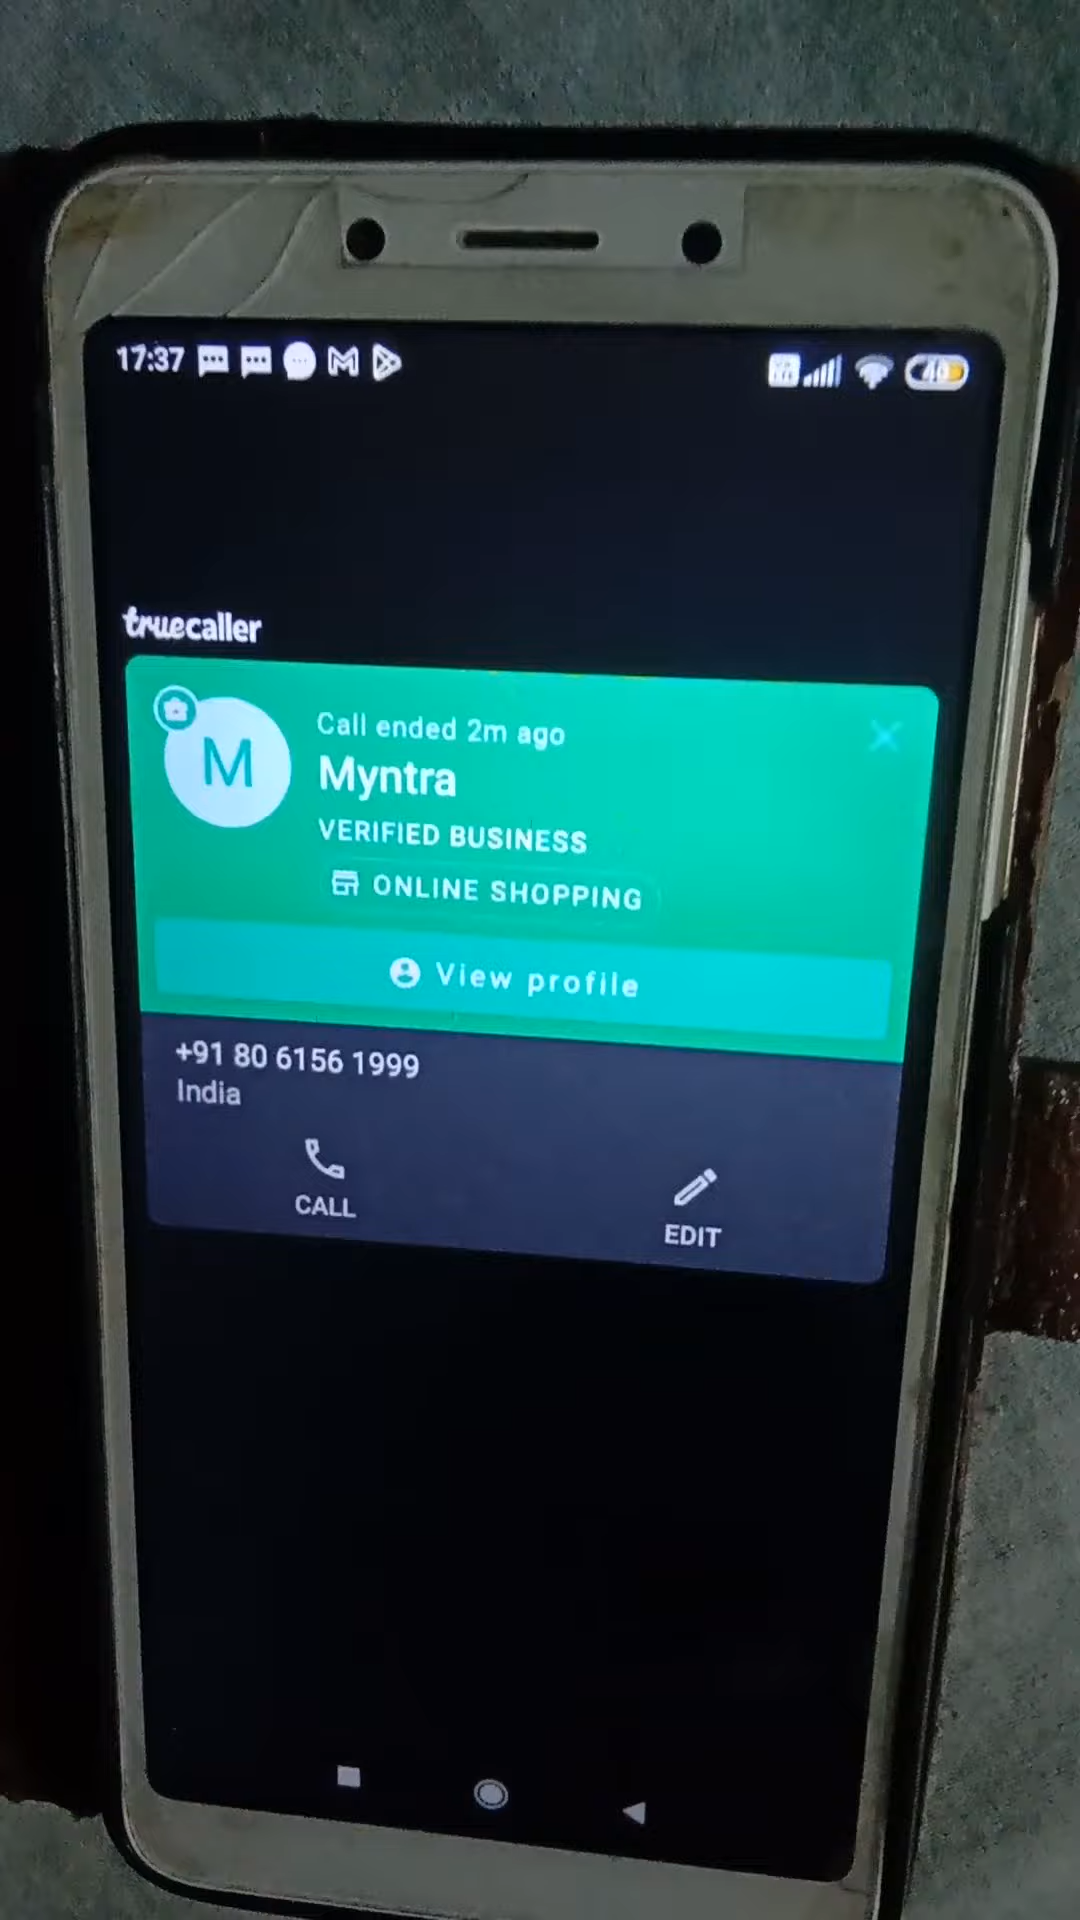 17:37
40
truecaller
M
Call ended 2m ago
Myntra
VERIFIED BUSINESS
ONLINE SHOPPING
View profile
+91 80 6156 1999
India
CALL
EDIT